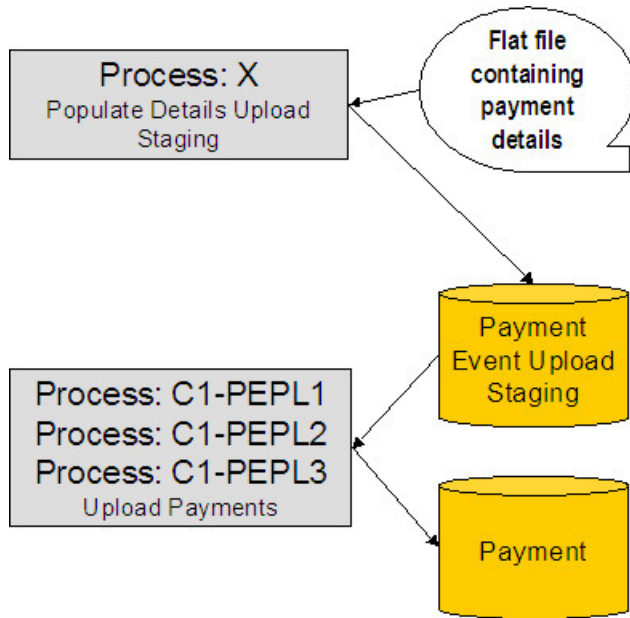 Process: X
Populate Details Upload
Staging
Flat file
containing
payment
details
Payment
Event Upload
Staging
Process: C1-PEPL1
Process: C1-PEPL2
Process: C1-PEPL3
Upload Payments
Payment